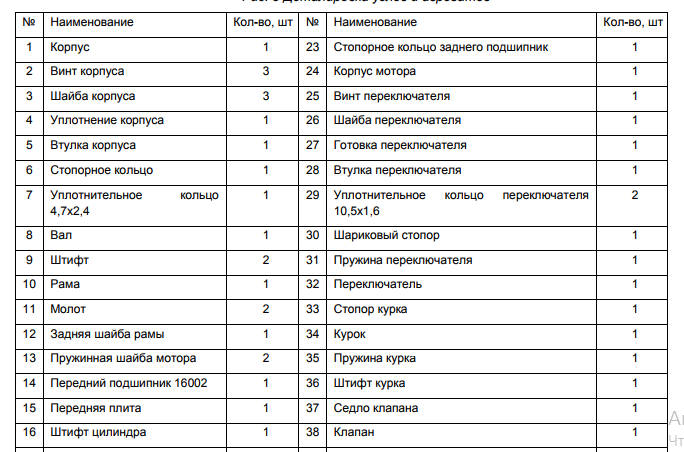 № Наименование Кол-во, шт № Наименование Кол-во, шт
1 Корпус 1 23 Стопорное кольцо заднего подшипник 1
2 Винт корпуса 3 24 Корпус мотора 1
3 Шайба корпуса 3 25 Винт переключателя 1
4 Уплотнение корпуса 1 26 Шайба переключателя 1
5 Втулка корпуса 1 27 Готовка переключателя 1
6 Стопорное кольцо 1 28 Втулка переключателя 1
7 Уплотнительное кольцо 1 29 Уплотнительное кольцо переключателя 2
4,7х2,4 10,5х1,6
8 Вал 1 30 Шариковый стопор 1
9 Штифт 2 31 Пружина переключателя 1
10 Рама 1 32 Переключатель 1
11 Молот 2 33 Стопор курка 1
12 Задняя шайба рамы 1 34 Курок 1
13 Пружинная шайба мотора 2 35 Пружина курка 1
14 Передний подшипник 16002 1 36 Штифт курка 1
15 Передняя плита 1 37 Седло клапана 1
16 Штифт цилиндра 1 38 Клапан 1